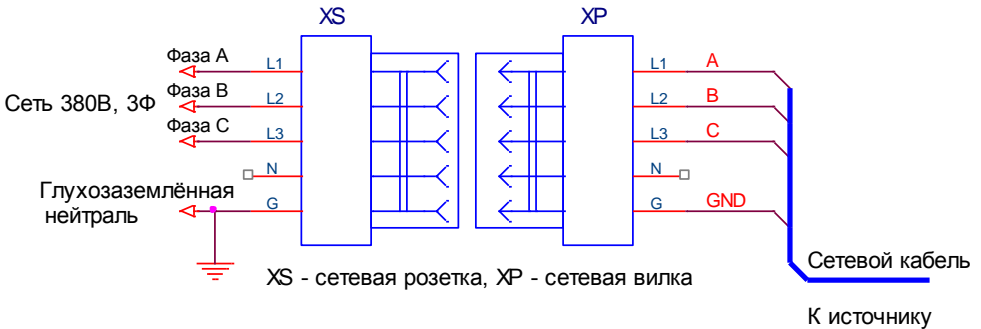 XS XP
Фаза А L1 L1 A
Сеть 380В, 3Ф Фаза В L2 L2 B
Фаза С L3 L3 C
N N
Глухозаземлённая
нейтраль G G GND
XS - сетевая розетка, XP - сетевая вилка
Сетевой кабель
К источнику